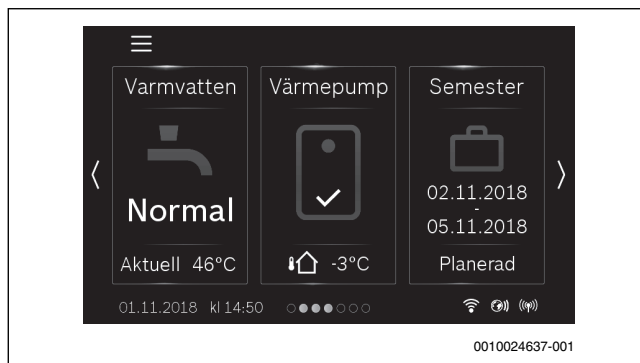 Varmvatten
Normal
Aktuell 46°C
Värmepump
-3°C
Semester
02.11.2018
-
05.11.2018
Planerad
01.11.2018 kl 14:50
0010024637-001